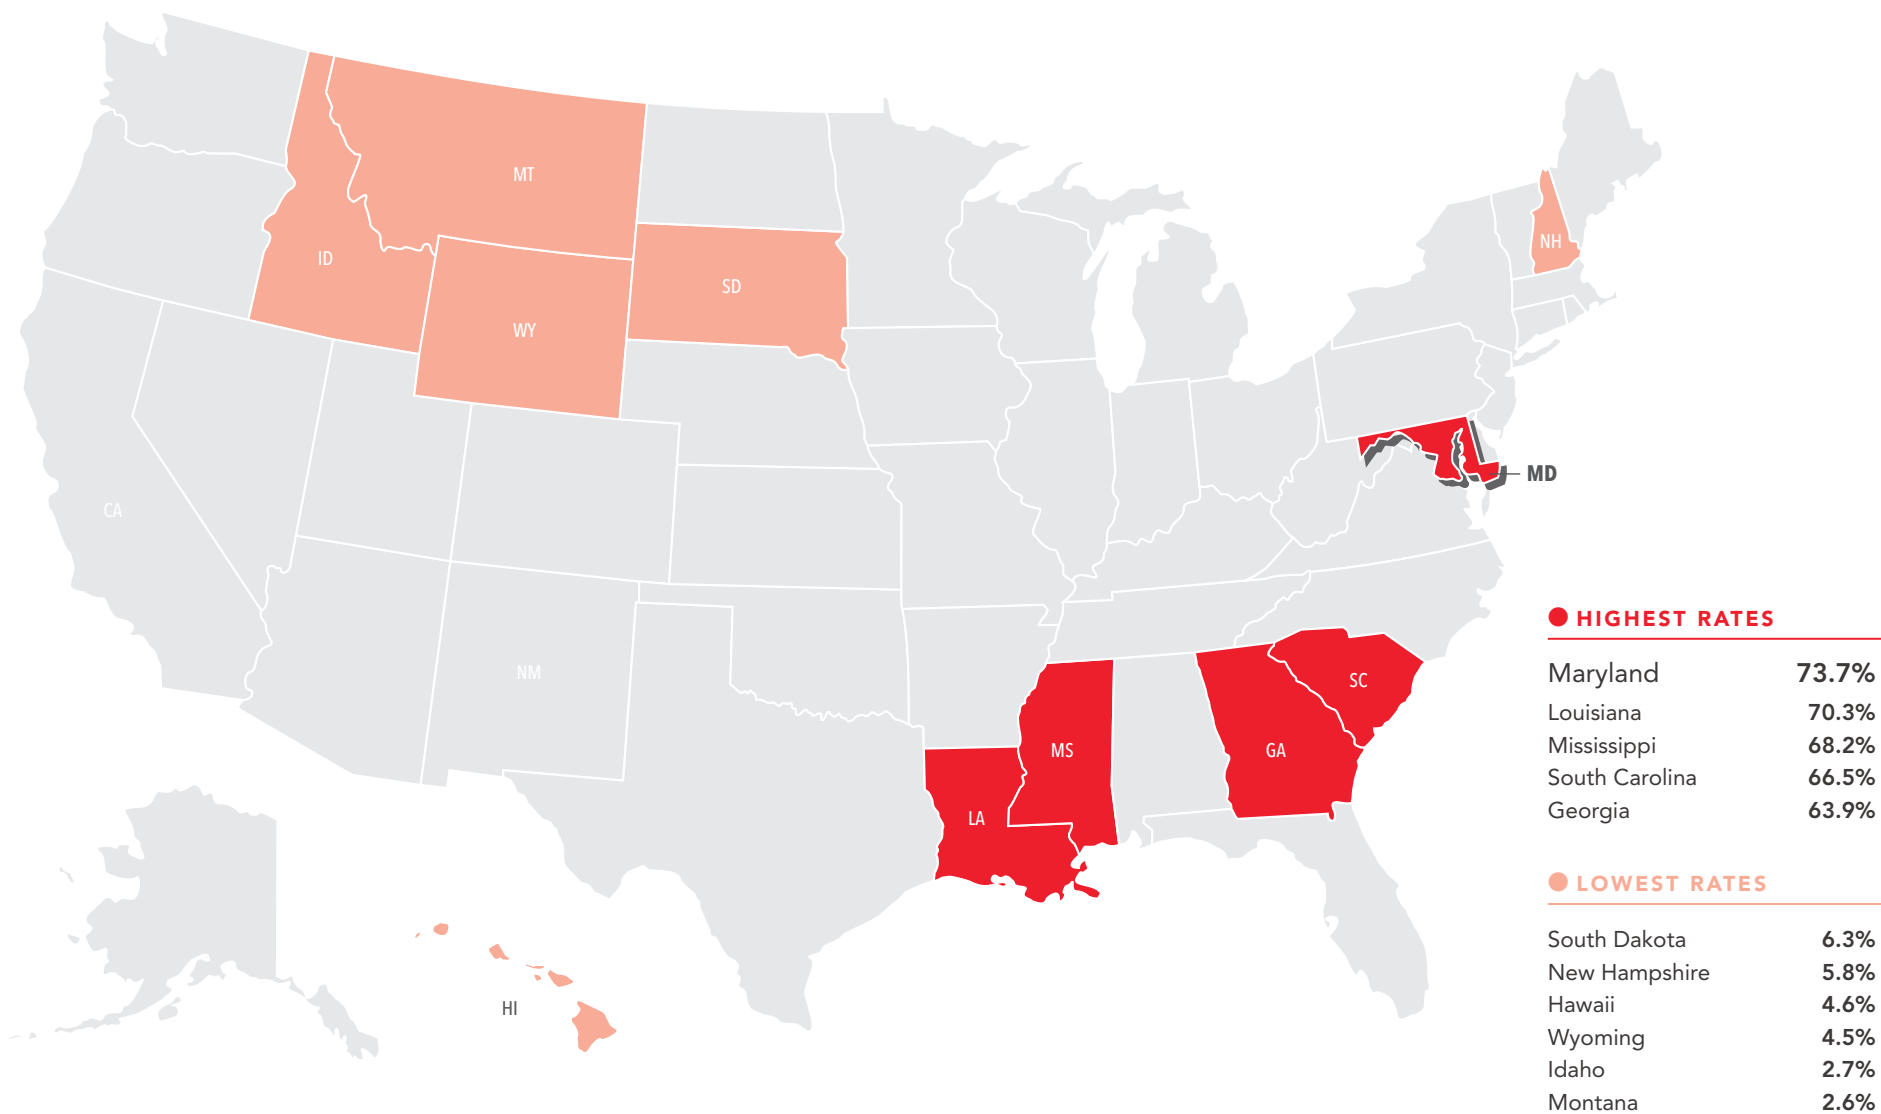 MT
ID
WY
SD
NH
MD
CA
NM
MS
LA
GA
SC
HI
HIGHEST RATES
Maryland 73.7%
Louisiana 70.3%
Mississippi 68.2%
South Carolina 66.5%
Georgia 63.9%
LOWEST RATES
South Dakota 6.3%
New Hampshire 5.8%
Hawaii 4.6%
Wyoming 4.5%
Idaho 2.7%
Montana 2.6%